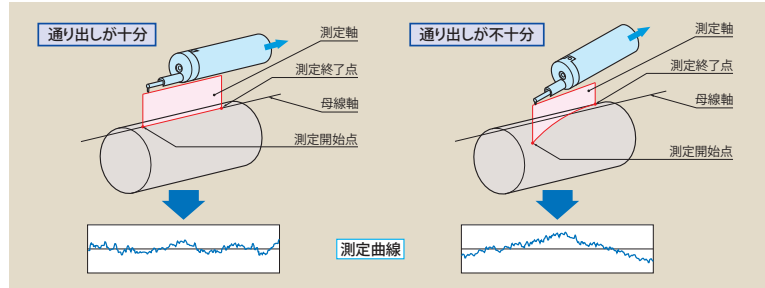 通り出しが十分
測定軸
測定終了点
母線軸
測定開始点
通り出しが不十分
測定軸
測定終了点
母線軸
測定開始点
測定曲線